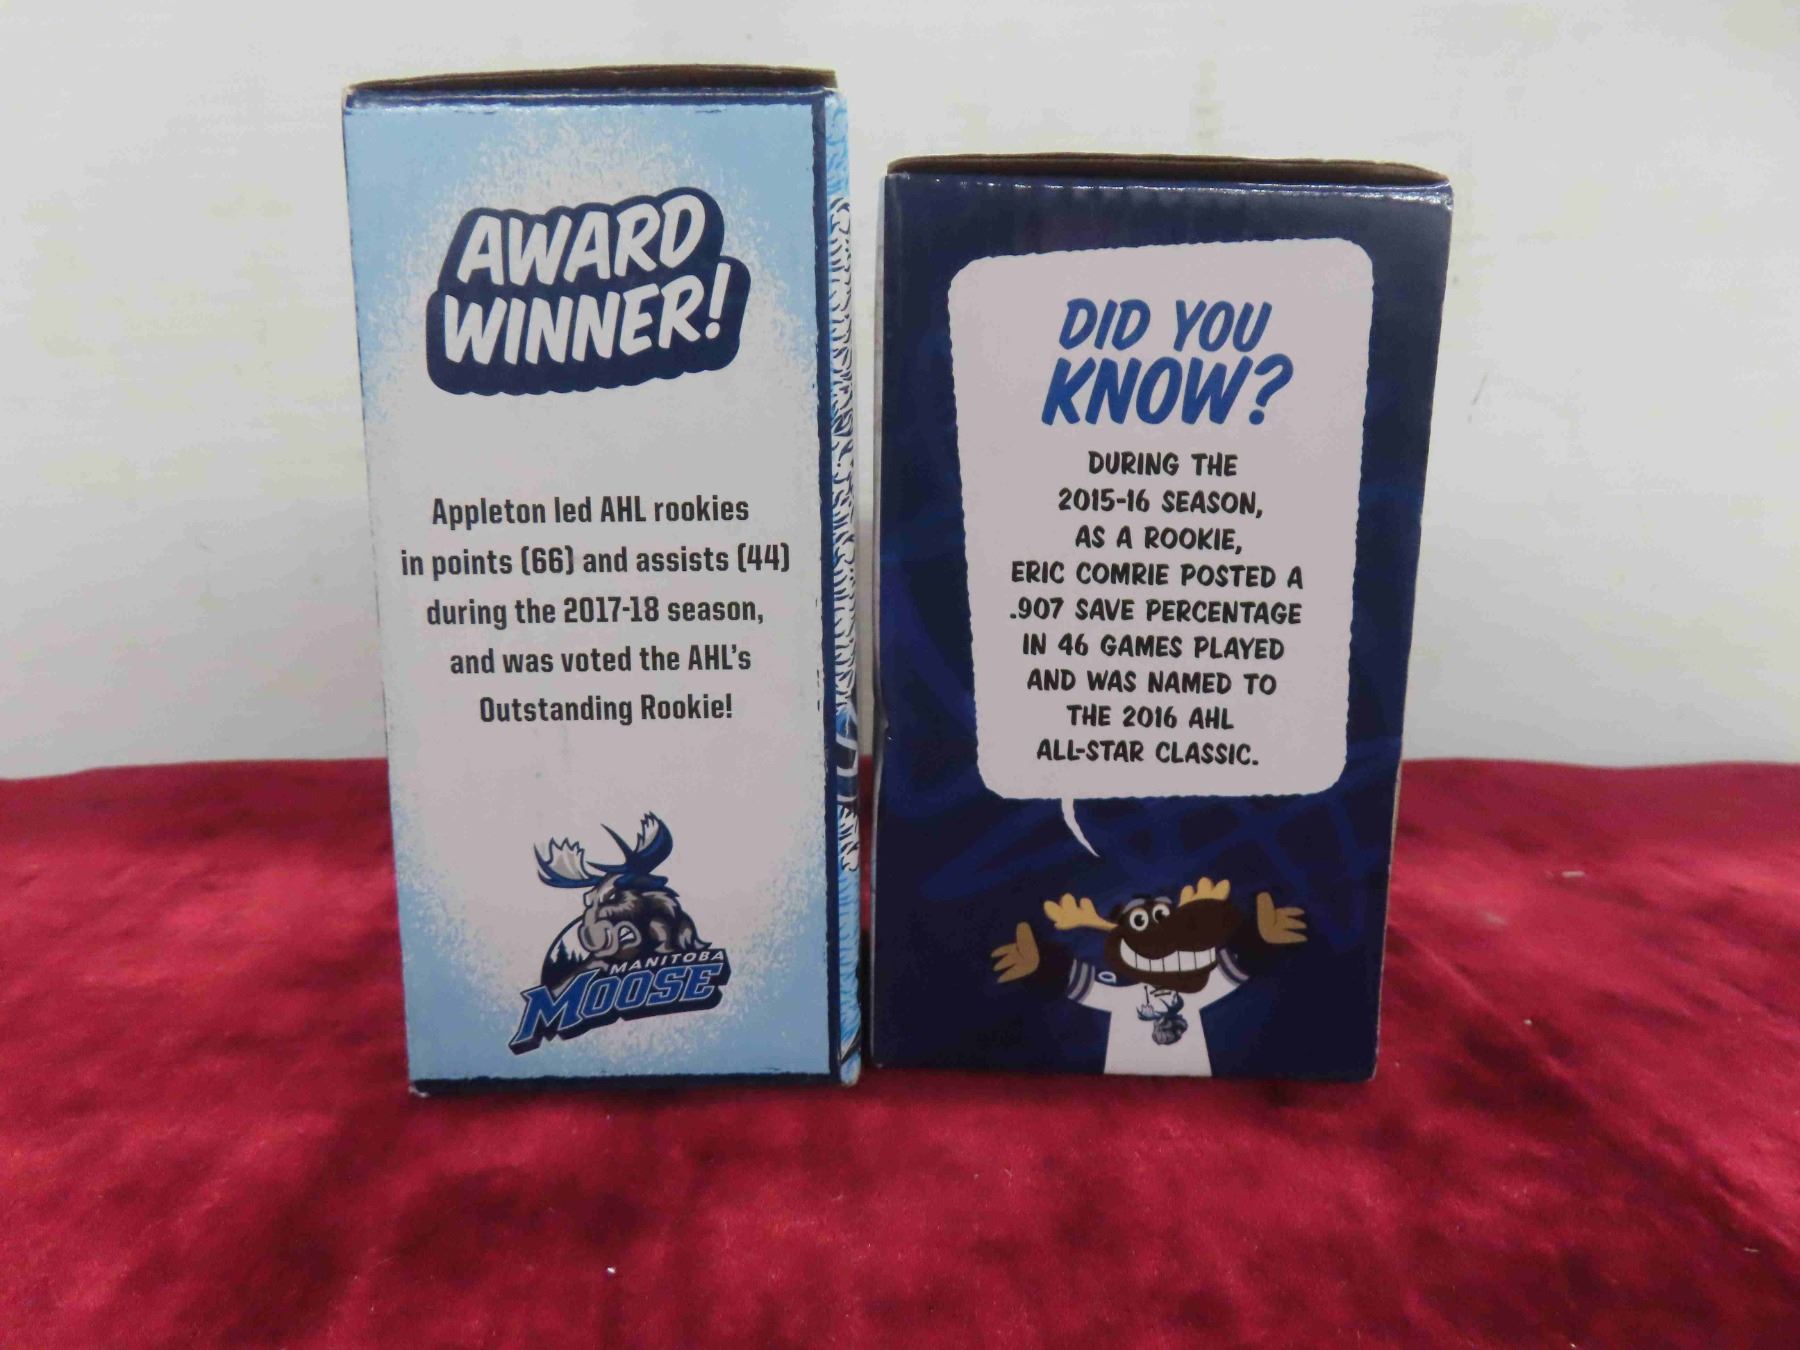 AWARD
WINNER!
Appleton led AHL rookies
in points (66) and assists (44)
during the 2017-18 season,
and was voted the AHL's
Outstanding Rookie!
MANITOBA
MOOSE
DID YOU
KNOW?
DURING THE
2015-16 SEASON,
AS A ROOKIE,
ERIC COMRIE POSTED A
.907 SAVE PERCENTAGE
IN 46 GAMES PLAYED
AND WAS NAMED TO
THE 2016 AHL
ALL-STAR CLASSIC.